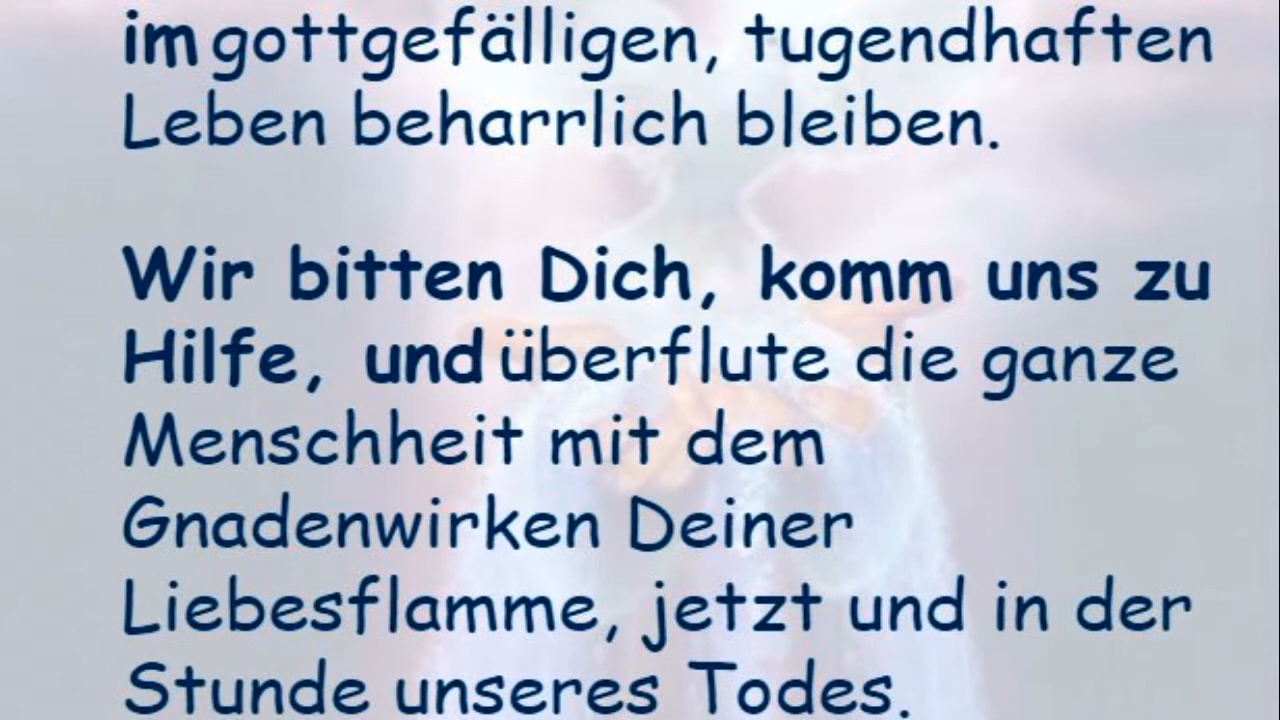 im gottgefälligen, tugendhaften
Leben beharrlich bleiben.
Wir bitten Dich, komm uns zu
Hilfe, und überflute die ganze
Menschheit mit dem
Gnadenwirken Deiner
Liebesflamme, jetzt und in der
Stunde unseres Todes.